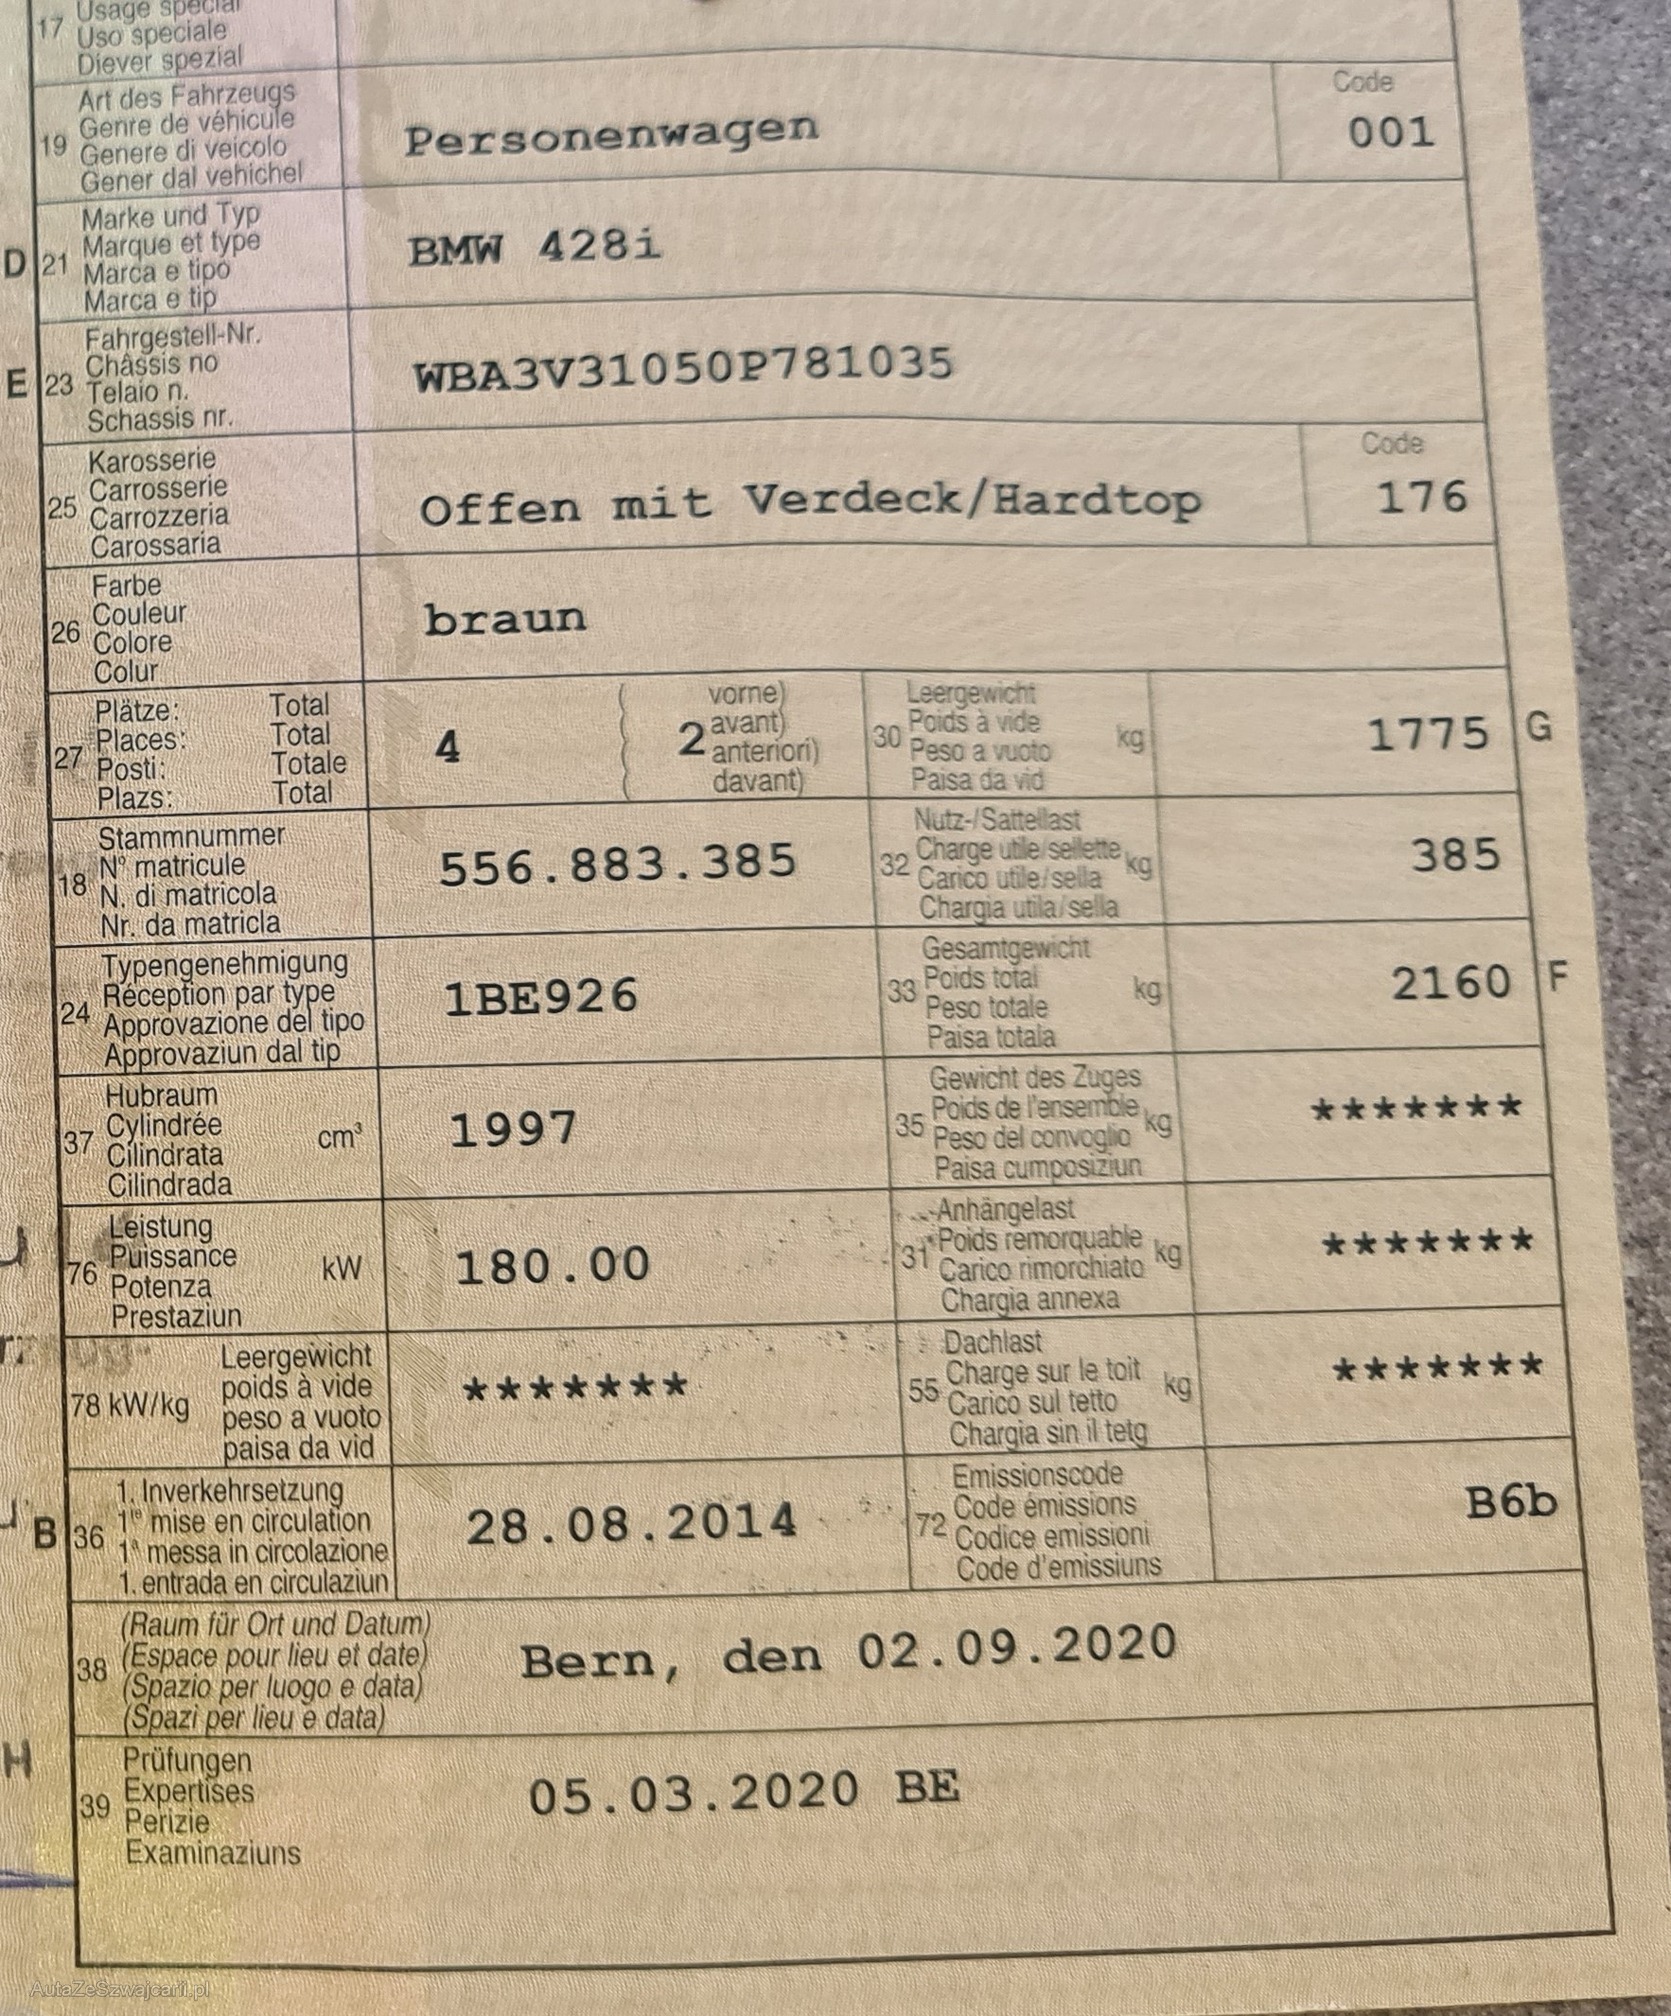 17 Usage special
Uso speciale
Diever spezial
19 Art des Fahrzeugs
Genre de véhicule
Genere di veicolo
Gener dal vehichel
Personenwagen
Code
001
D 21 Marke und Typ
Marque et type
Marca e tipo
Marca e tip
BMW 428i
E 23 Fahrgestell-Nr.
Châssis no
Telaio n.
Schassis nr.
WBA3V31050P781035
25 Karosserie
Carrosserie
Carrozzeria
Carossaria
Offen mit Verdeck/Hardtop
Code
176
26 Farbe
Couleur
Colore
Colur
braun
27 Plätze: Total
Places: Total
Posti: Totale
Plazs: Total
4
2
vorne)
avant)
anteriori)
davant)
30 Leergewicht
Poids à vide
Peso a vuoto
Paisa da vid
kg
1775 G
18 Stammnummer
N° matricule
N. di matricola
Nr. da matricla
556.883.385
32 Nutz-/Sattellast
Charge utile/sellette
Carico utile/sella
Chargia utila/sella
kg
385
24 Typengenehmigung
Réception par type
Approvazione del tipo
Approvaziun dal tip
1BE926
33 Gesamtgewicht
Poids total
Peso totale
Paisa totala
kg
2160 F
37 Hubraum
Cylindrée
Cilindrata
Cilindrada
cm³
1997
35 Gewicht des Zuges
Poids de l'ensemble
Peso del convoglio
Paisa cumposiziun
kg
*******
76 Leistung
Puissance
Potenza
Prestaziun
kW
180.00
31 Anhängelast
Poids remorquable
Carico rimorchiato
Chargia annexa
kg
*******
78 kW/kg
Leergewicht
poids à vide
peso a vuoto
paisa da vid
*******
55 Dachlast
Charge sur le toit
Carico sul tetto
Chargia sin il tetg
kg
*******
B 36 1. Inverkehrsetzung
1re mise en circulation
1a messa in circolazione
1. entrada en circulaziun
28.08.2014
72 Emissionscode
Code émissions
Codice emissioni
Code d'emissiuns
B6b
38 (Raum für Ort und Datum)
(Espace pour lieu et date)
(Spazio per luogo e data)
(Spazi per lieu e data)
Bern, den 02.09.2020
H
39 Prüfungen
Expertises
Perizie
Examinaziuns
05.03.2020 BE
AutaZeSzwajcarii.pl